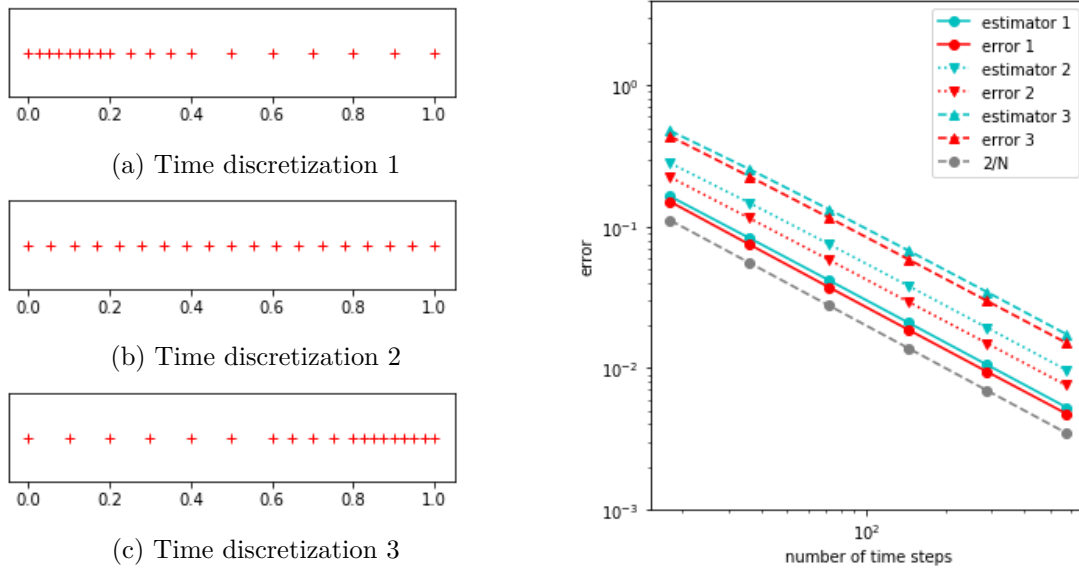 0.0 0.2 0.4 0.6 0.8 1.0
(a) Time discretization 1
0.0 0.2 0.4 0.6 0.8 1.0
(b) Time discretization 2
0.0 0.2 0.4 0.6 0.8 1.0
(c) Time discretization 3
estimator 1
error 1
estimator 2
error 2
estimator 3
error 3
2/N
10⁰
10⁻¹
10⁻²
10⁻³
error
10²
number of time steps